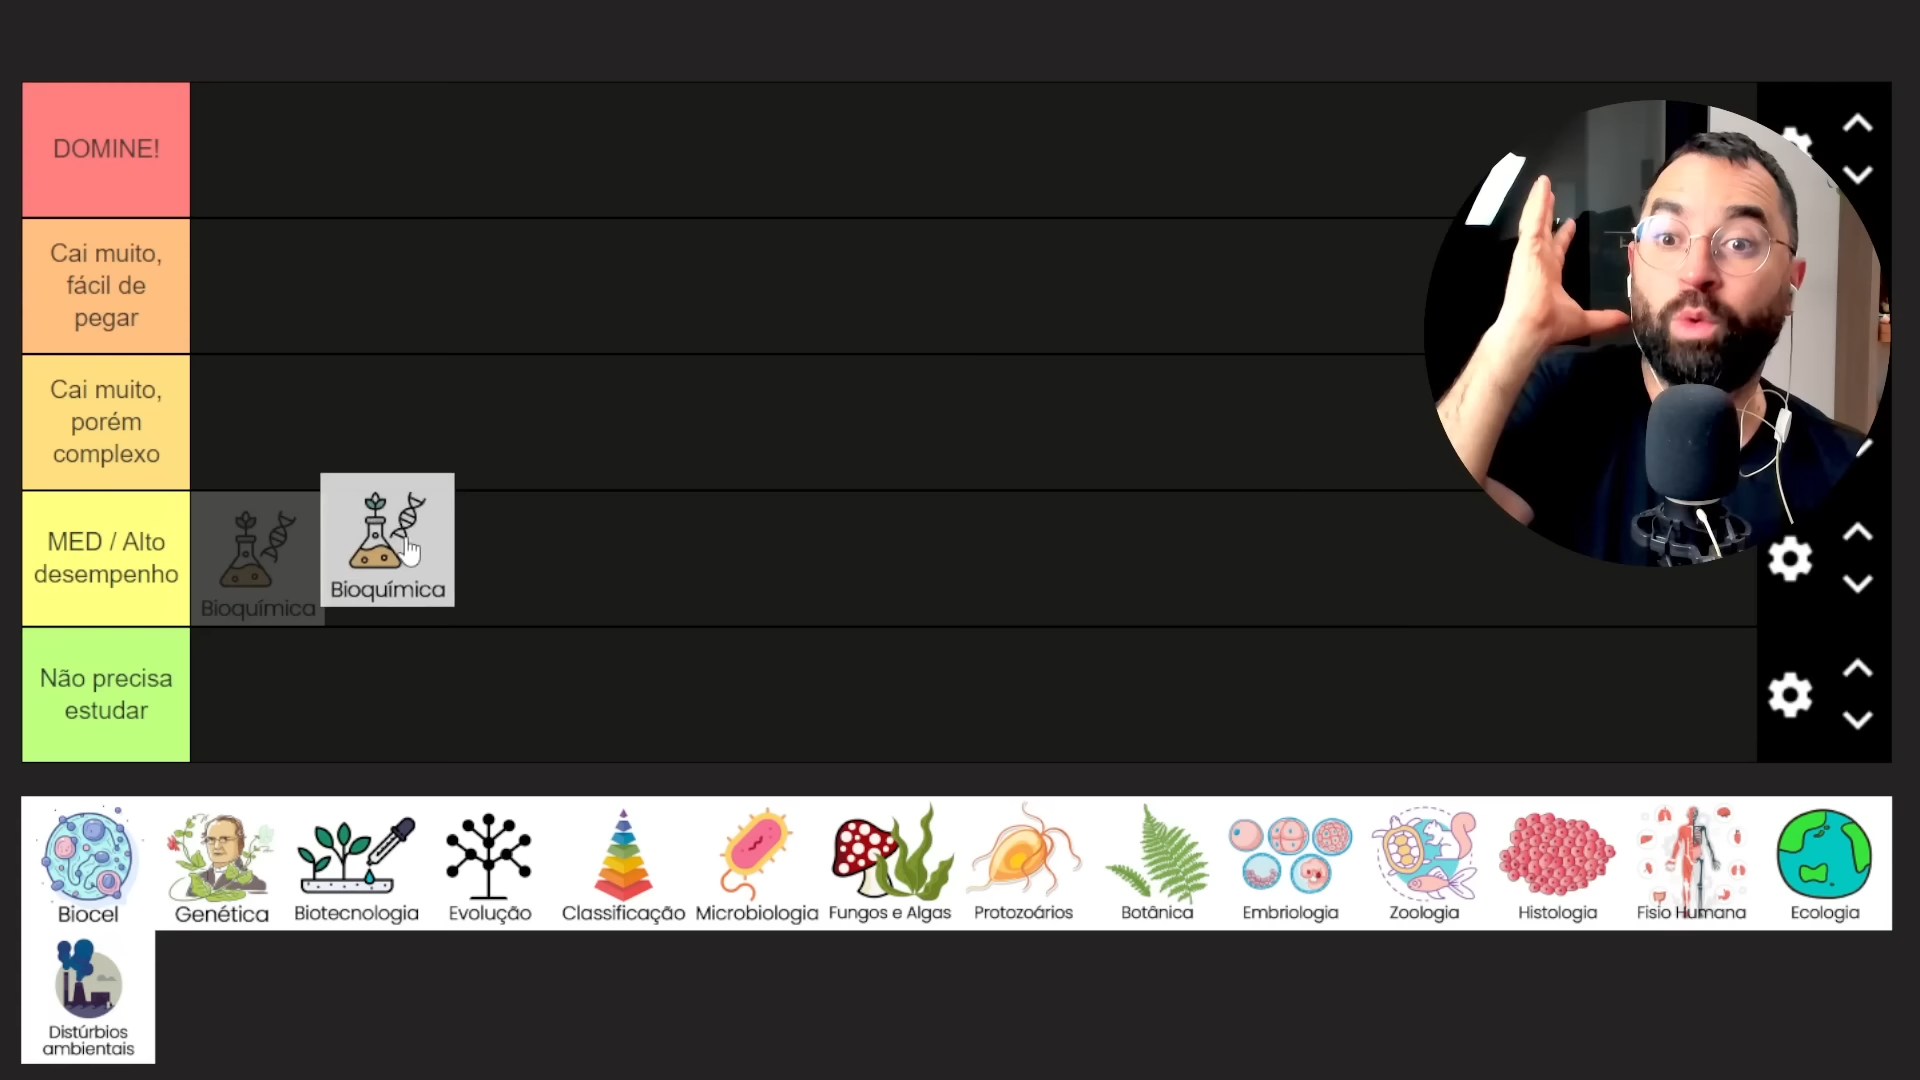 DOMINE!
Cai muito,
fácil de
pegar
Cai muito,
porém
complexo
MED / Alto
desempenho
Bioquímica
Bioquímica
Não precisa
estudar
Biocel
Genética
Biotecnologia
Evolução
Classificação
Microbiologia
Fungos e Algas
Protozoários
Botânica
Embriologia
Zoologia
Histologia
Fisio Humana
Ecologia
Distúrbios
ambientais